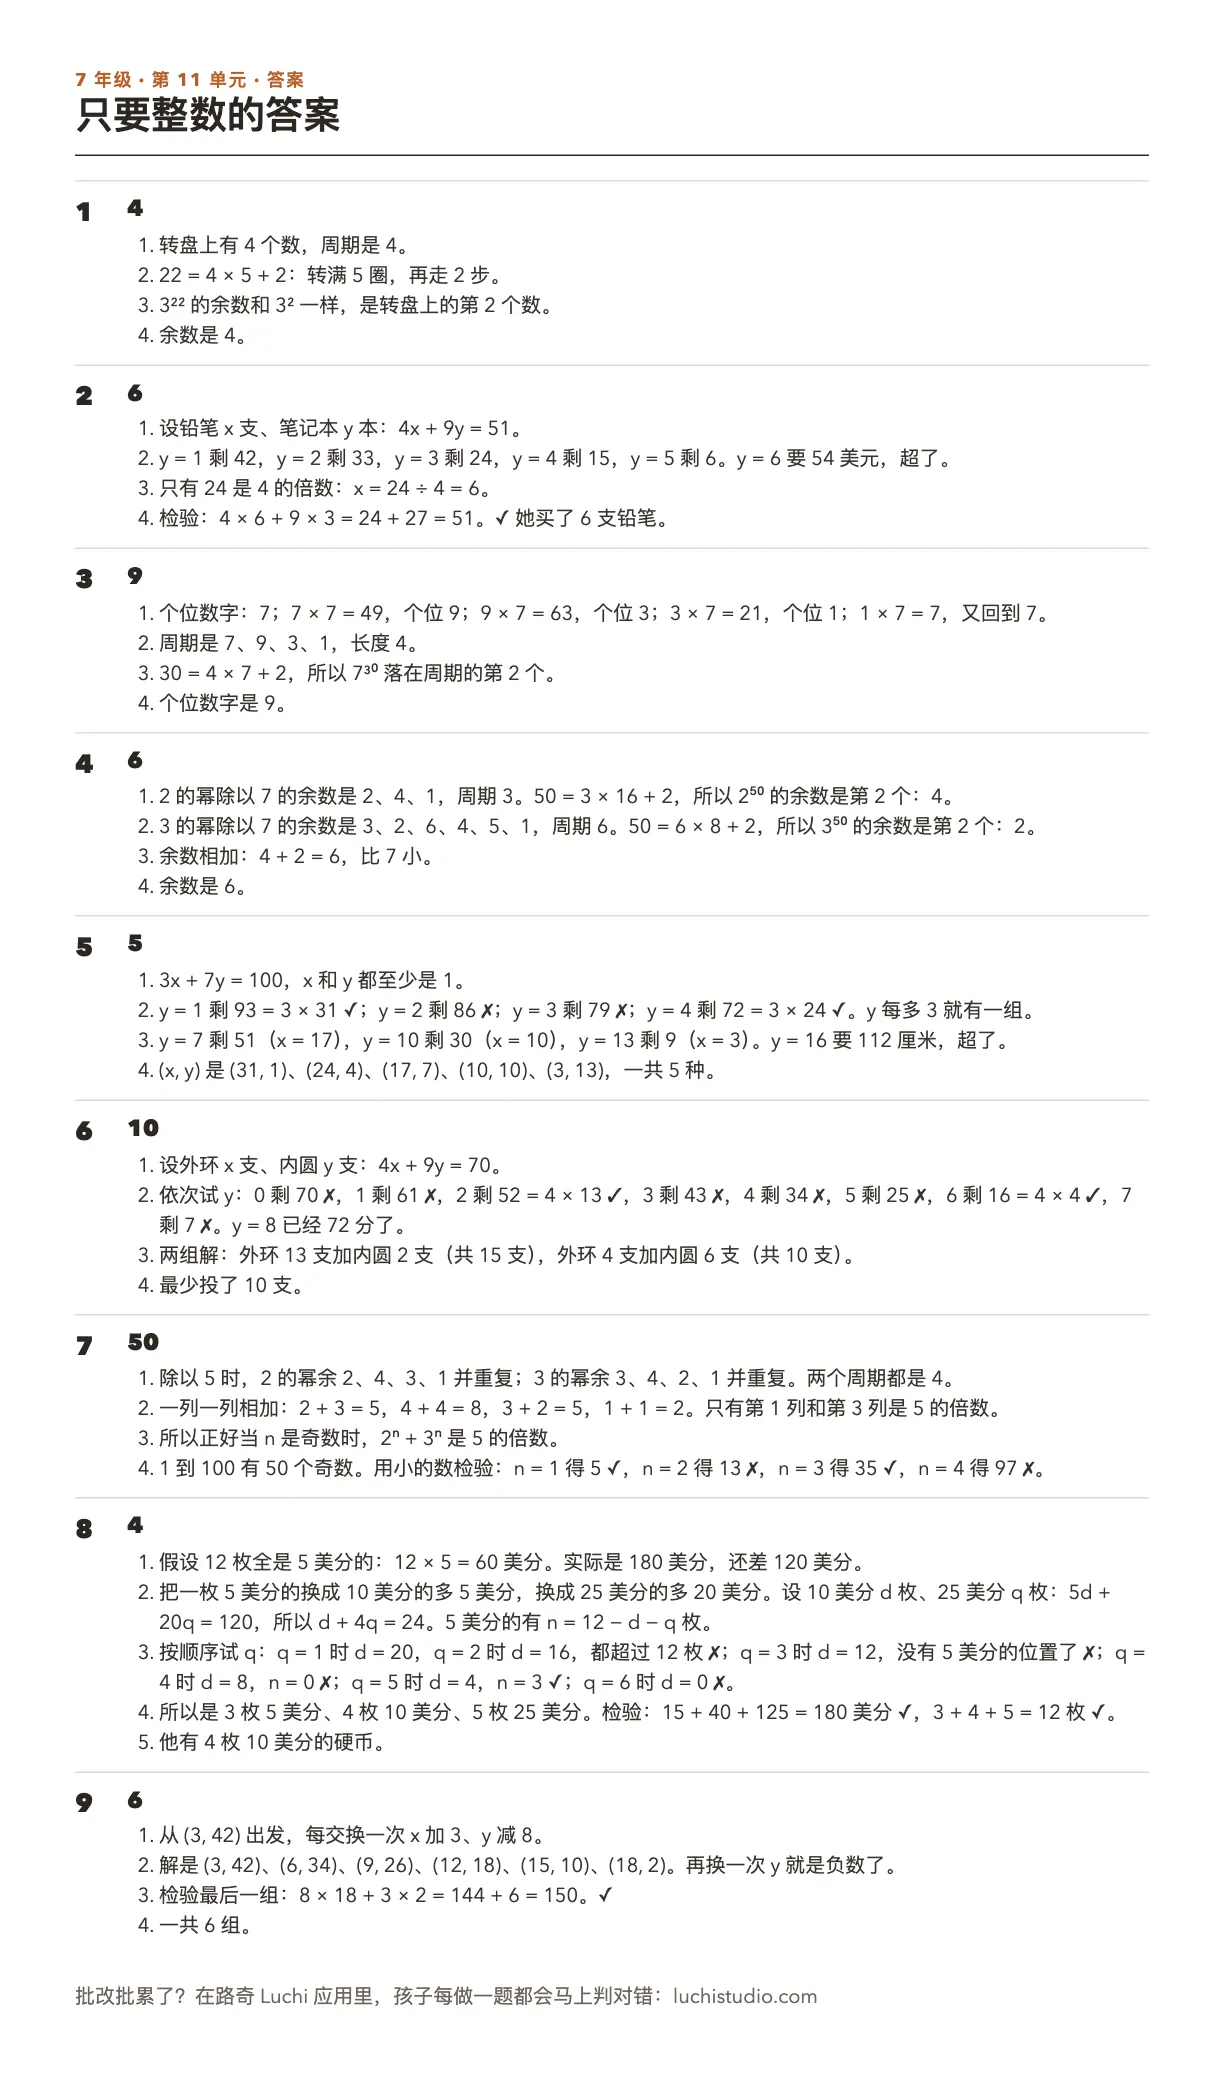 7 年级 · 第 11 单元 · 答案
只要整数的答案
1 4
1. 转盘上有 4 个数，周期是 4。
2. 22 = 4 × 5 + 2：转满 5 圈，再走 2 步。
3. 3²² 的余数和 3² 一样，是转盘上的第 2 个数。
4. 余数是 4。
2 6
1. 设铅笔 x 支、笔记本 y 本：4x + 9y = 51。
2. y = 1 剩 42，y = 2 剩 33，y = 3 剩 24，y = 4 剩 15，y = 5 剩 6。y = 6 要 54 美元，超了。
3. 只有 24 是 4 的倍数：x = 24 ÷ 4 = 6。
4. 检验：4 × 6 + 9 × 3 = 24 + 27 = 51。✓ 她买了 6 支铅笔。
3 9
1. 个位数字：7；7 × 7 = 49，个位 9；9 × 7 = 63，个位 3；3 × 7 = 21，个位 1；1 × 7 = 7，又回到 7。
2. 周期是 7、9、3、1，长度 4。
3. 30 = 4 × 7 + 2，所以 7³⁰ 落在周期的第 2 个。
4. 个位数字是 9。
4 6
1. 2 的幂除以 7 的余数是 2、4、1，周期 3。50 = 3 × 16 + 2，所以 2⁵⁰ 的余数是第 2 个：4。
2. 3 的幂除以 7 的余数是 3、2、6、4、5、1，周期 6。50 = 6 × 8 + 2，所以 3⁵⁰ 的余数是第 2 个：2。
3. 余数相加：4 + 2 = 6，比 7 小。
4. 余数是 6。
5 5
1. 3x + 7y = 100，x 和 y 都至少是 1。
2. y = 1 剩 93 = 3 × 31 ✓；y = 2 剩 86 ✗；y = 3 剩 79 ✗；y = 4 剩 72 = 3 × 24 ✓。y 每多 3 就有一组。
3. y = 7 剩 51（x = 17），y = 10 剩 30（x = 10），y = 13 剩 9（x = 3）。y = 16 要 112 厘米，超了。
4. (x, y) 是 (31, 1)、(24, 4)、(17, 7)、(10, 10)、(3, 13)，一共 5 种。
6 10
1. 设外环 x 支、内圆 y 支：4x + 9y = 70。
2. 依次试 y：0 剩 70 ✗，1 剩 61 ✗，2 剩 52 = 4 × 13 ✓，3 剩 43 ✗，4 剩 34 ✗，5 剩 25 ✗，6 剩 16 = 4 × 4 ✓，7
剩 7 ✗。y = 8 已经 72 分了。
3. 两组解：外环 13 支加内圆 2 支（共 15 支），外环 4 支加内圆 6 支（共 10 支）。
4. 最少投了 10 支。
7 50
1. 除以 5 时，2 的幂余 2、4、3、1 并重复；3 的幂余 3、4、2、1 并重复。两个周期都是 4。
2. 一列一列相加：2 + 3 = 5，4 + 4 = 8，3 + 2 = 5，1 + 1 = 2。只有第 1 列和第 3 列是 5 的倍数。
3. 所以正好当 n 是奇数时，2ⁿ + 3ⁿ 是 5 的倍数。
4. 1 到 100 有 50 个奇数。用小的数检验：n = 1 得 5 ✓，n = 2 得 13 ✗，n = 3 得 35 ✓，n = 4 得 97 ✗。
8 4
1. 假设 12 枚全是 5 美分的：12 × 5 = 60 美分。实际是 180 美分，还差 120 美分。
2. 把一枚 5 美分的换成 10 美分的多 5 美分，换成 25 美分的多 20 美分。设 10 美分 d 枚、25 美分 q 枚：5d +
20q = 120，所以 d + 4q = 24。5 美分的有 n = 12 − d − q 枚。
3. 按顺序试 q：q = 1 时 d = 20，q = 2 时 d = 16，都超过 12 枚 ✗；q = 3 时 d = 12，没有 5 美分的位置了 ✗；q =
4 时 d = 8，n = 0 ✗；q = 5 时 d = 4，n = 3 ✓；q = 6 时 d = 0 ✗。
4. 所以是 3 枚 5 美分、4 枚 10 美分、5 枚 25 美分。检验：15 + 40 + 125 = 180 美分 ✓，3 + 4 + 5 = 12 枚 ✓。
5. 他有 4 枚 10 美分的硬币。
9 6
1. 从 (3, 42) 出发，每交换一次 x 加 3、y 减 8。
2. 解是 (3, 42)、(6, 34)、(9, 26)、(12, 18)、(15, 10)、(18, 2)。再换一次 y 就是负数了。
3. 检验最后一组：8 × 18 + 3 × 2 = 144 + 6 = 150。✓
4. 一共 6 组。
批改批累了？在路奇 Luchi 应用里，孩子每做一题都会马上判对错：luchistudio.com